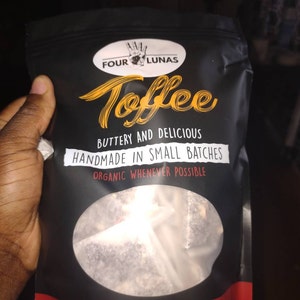 FOUR LUNAS
Toffee
BUTTERY AND DELICIOUS
HANDMADE IN SMALL BATCHES
ORGANIC WHENEVER POSSIBLE